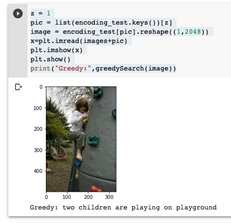 z = 1
pic = list(encoding_test.keys())[z]
image = encoding_test[pic].reshape((1,2048))
x=plt.imread(images+pic)
plt.imshow(x)
plt.show()
print("Greedy:",greedySearch(image))
0
100
200
300
400
0 100 200 300
Greedy: two children are playing on playground